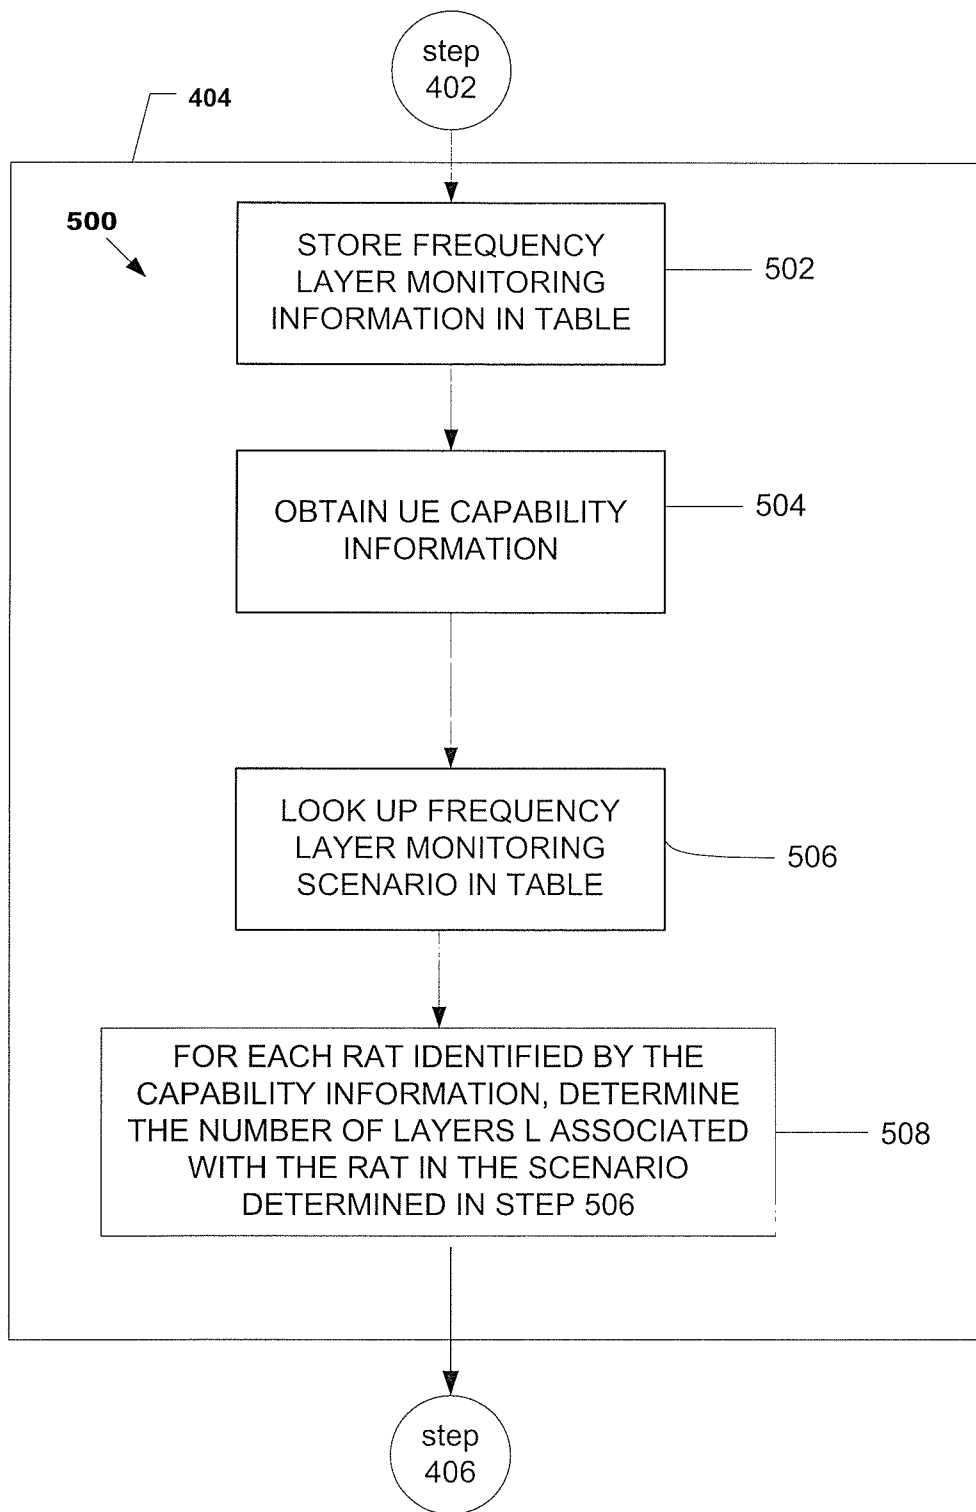 step
402
404
500
STORE FREQUENCY
LAYER MONITORING
INFORMATION IN TABLE
502
OBTAIN UE CAPABILITY
INFORMATION
504
LOOK UP FREQUENCY
LAYER MONITORING
SCENARIO IN TABLE
506
FOR EACH RAT IDENTIFIED BY THE
CAPABILITY INFORMATION, DETERMINE
THE NUMBER OF LAYERS L ASSOCIATED
WITH THE RAT IN THE SCENARIO
DETERMINED IN STEP 506
508
step
406